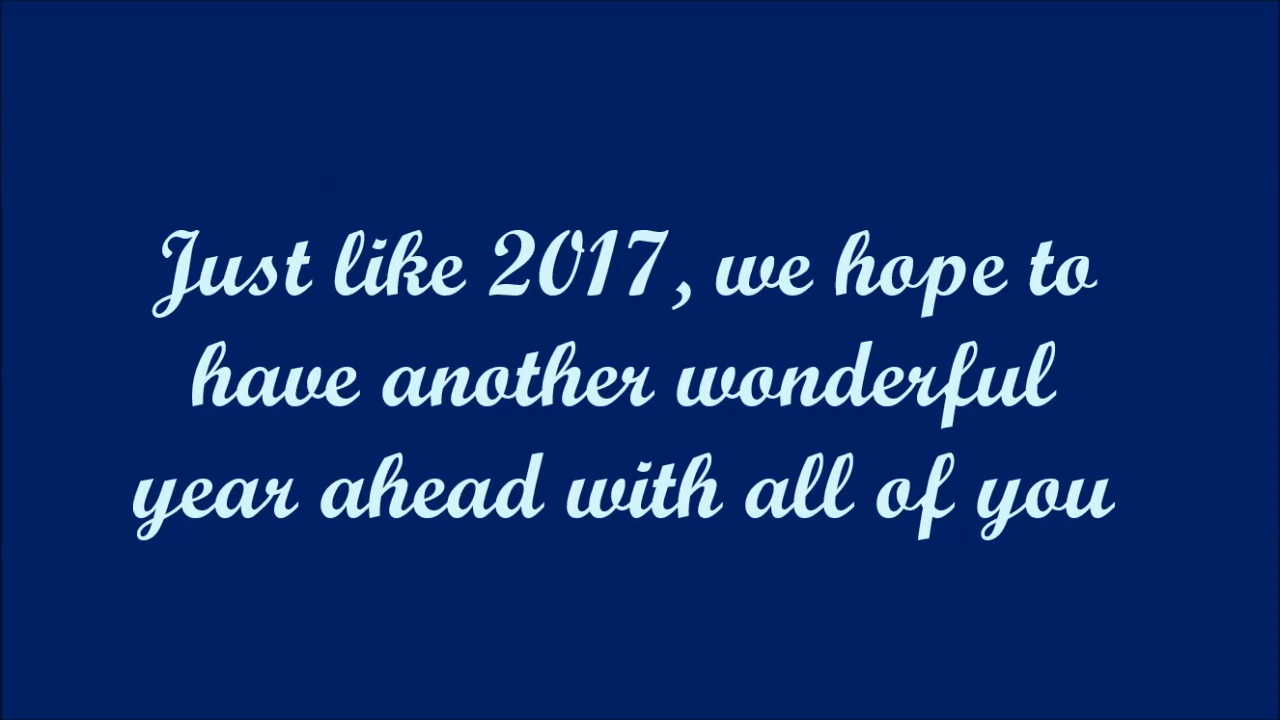 Just like 2017, we hope to
have another wonderful
year ahead with all of you